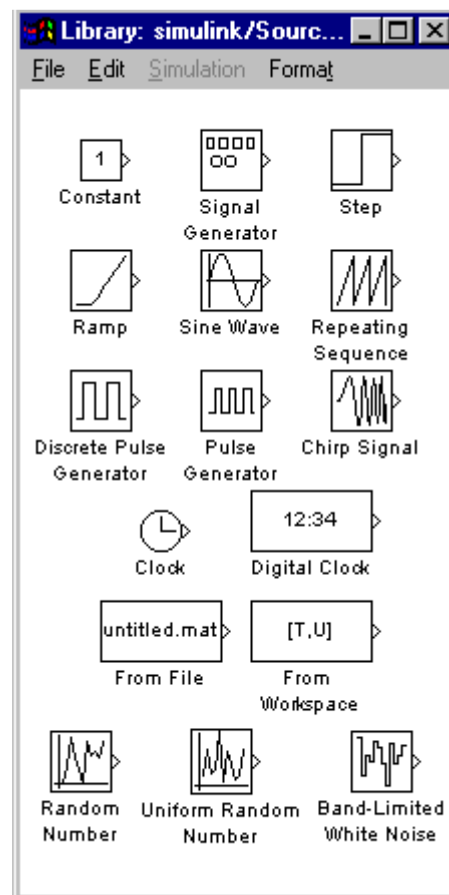 Library: simulink/Sourc...
File Edit Simulation Format
1
Constant
Signal
Generator
Step
Ramp
Sine Wave
Repeating
Sequence
Discrete Pulse
Generator
Pulse
Generator
Chirp Signal
Clock
12:34
Digital Clock
untitled.mat
From File
[T,U]
From
Workspace
Random
Number
Uniform Random
Number
Band-Limited
White Noise